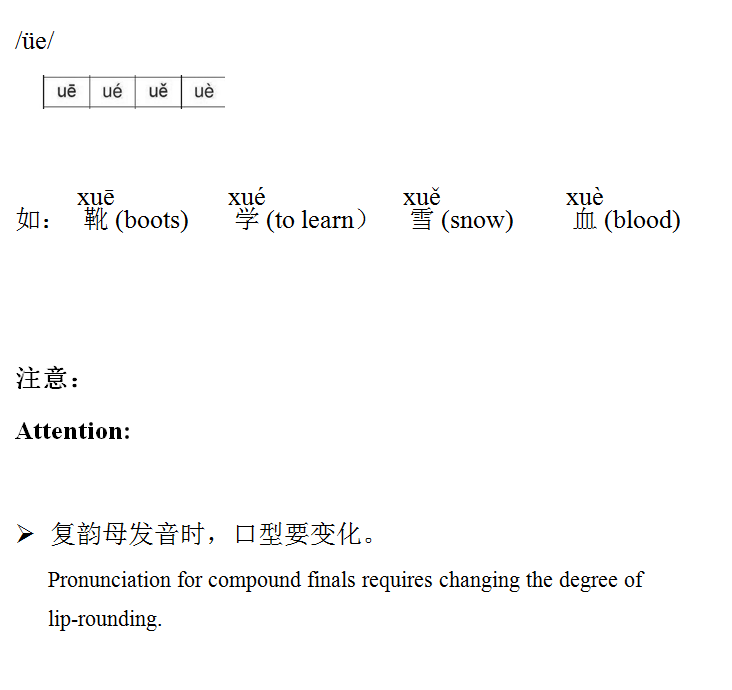 /üe/
uē ué uě uè
xuē xué xuě xuè
如： 靴 (boots) 学 (to learn） 雪 (snow) 血 (blood)
注意：
Attention:
➢ 复韵母发音时，口型要变化。
Pronunciation for compound finals requires changing the degree of
lip-rounding.